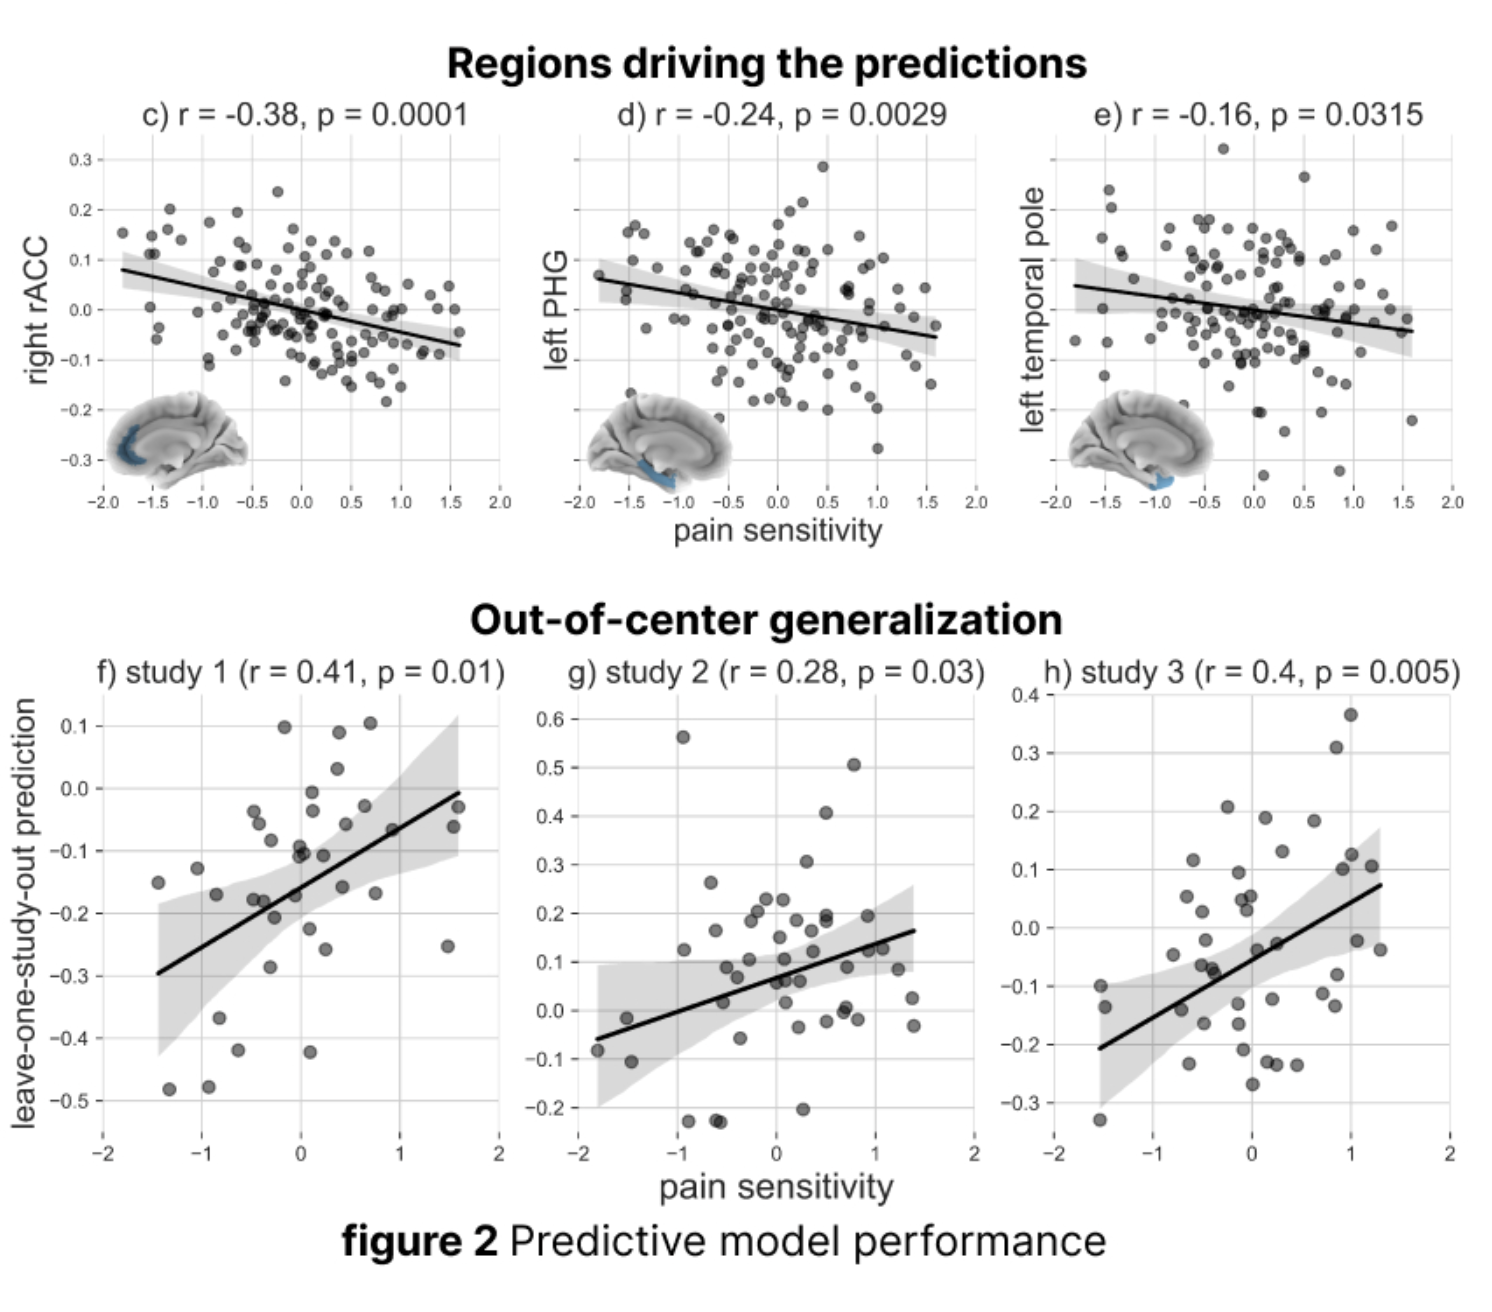 Regions driving the predictions
c) r = -0.38, p = 0.0001
d) r = -0.24, p = 0.0029
e) r = -0.16, p = 0.0315
right rACC
0.3
0.2
0.1
0.0
−0.1
−0.2
−0.3
−2.0 −1.5 −1.0 −0.5 0.0 0.5 1.0 1.5 2.0
left PHG
−2.0 −1.5 −1.0 −0.5 0.0 0.5 1.0 1.5 2.0
left temporal pole
−2.0 −1.5 −1.0 −0.5 0.0 0.5 1.0 1.5 2.0
pain sensitivity
Out-of-center generalization
f) study 1 (r = 0.41, p = 0.01)
g) study 2 (r = 0.28, p = 0.03)
h) study 3 (r = 0.4, p = 0.005)
leave-one-study-out prediction
0.1
0.0
−0.1
−0.2
−0.3
−0.4
−0.5
−2 −1 0 1 2
0.6
0.5
0.4
0.3
0.2
0.1
0.0
−0.1
−0.2
−2 −1 0 1 2
0.4
0.3
0.2
0.1
0.0
−0.1
−0.2
−0.3
−2 −1 0 1 2
pain sensitivity
figure 2 Predictive model performance